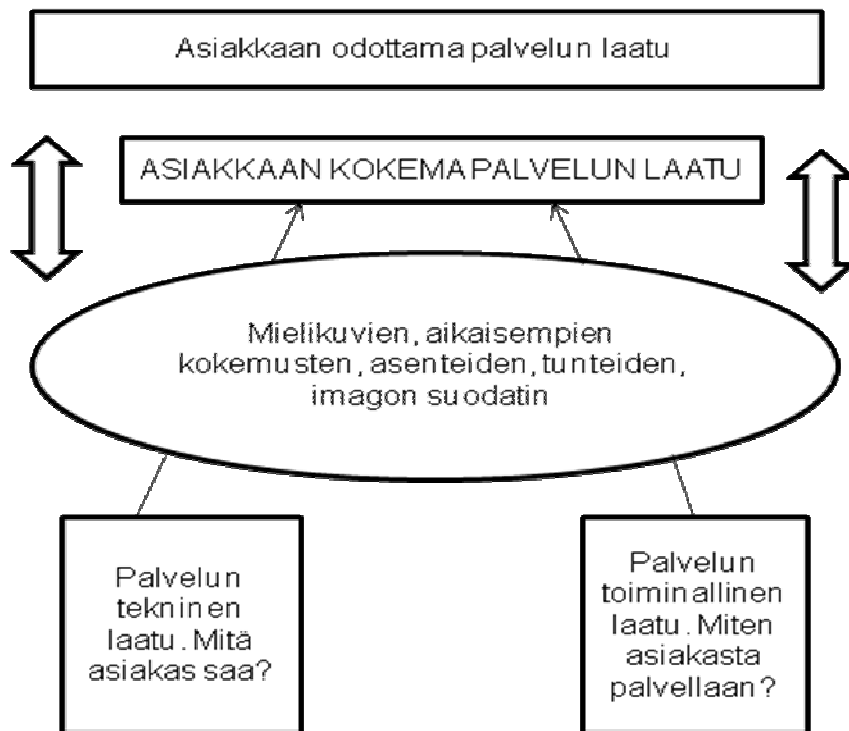 Asiakkaan odottama palvelun laatu
ASIAKKAAN KOKEMA PALVELUN LAATU
Mielikuvien, aikaisempien
kokemusten, asenteiden, tunteiden,
imagon suodatin
Palvelun
tekninen
laatu. Mitä
asiakas saa?
Palvelun
toiminallinen
laatu. Miten
asiakasta
palvellaan?